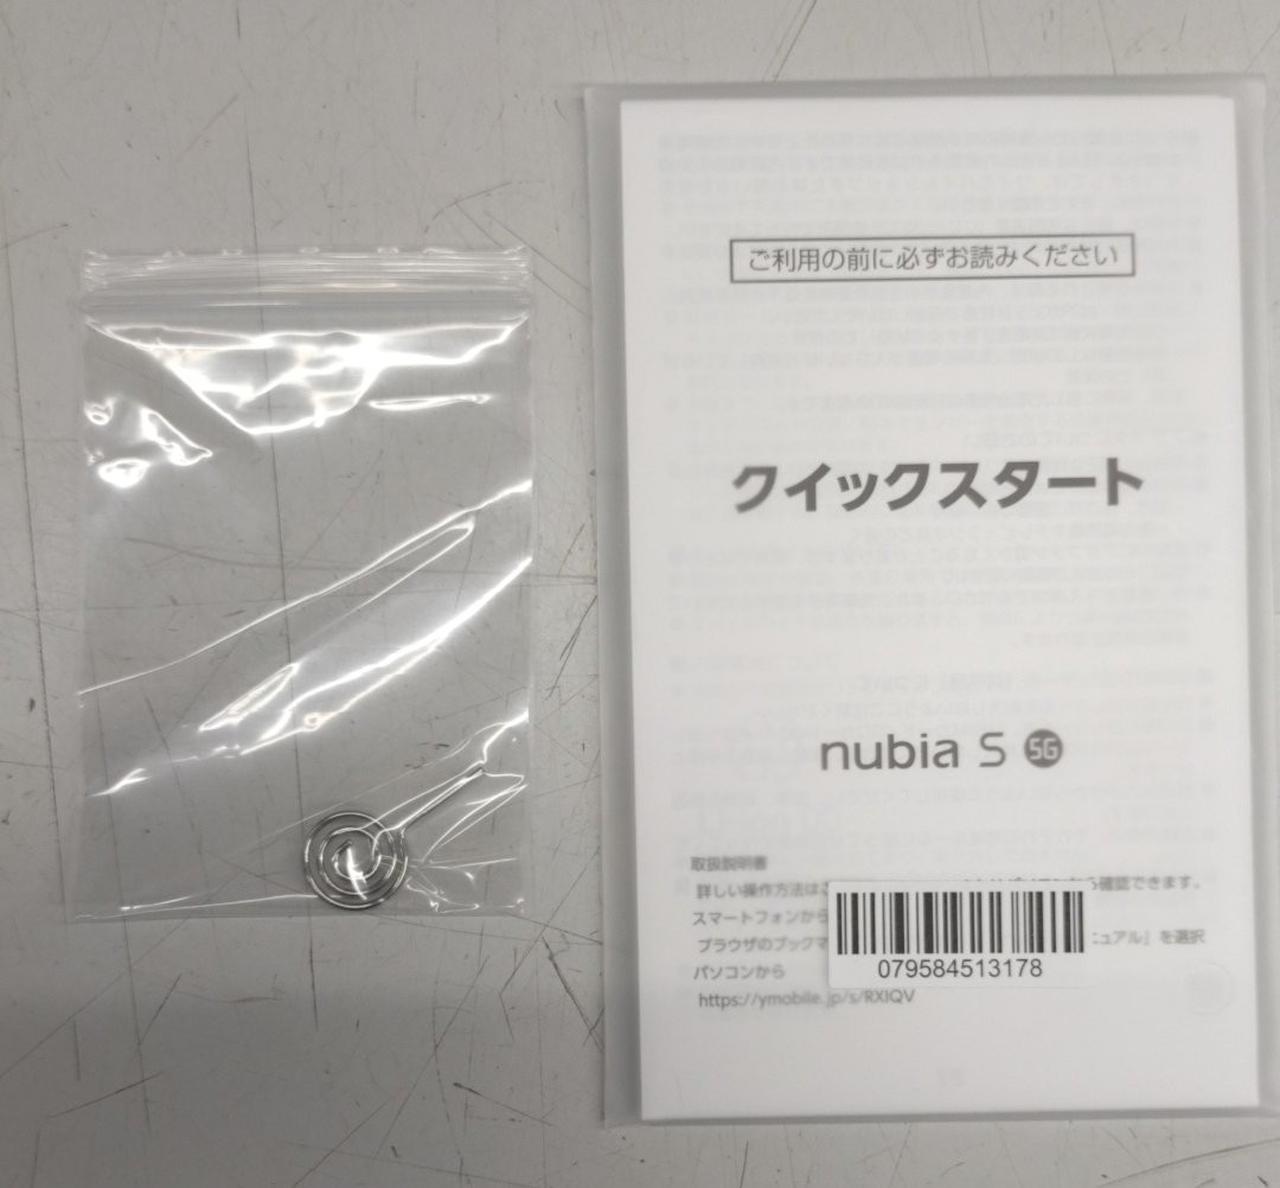 ご利用の前に必ずお読みください
クイックスタート
nubia S 5G
取扱説明書
詳しい操作方法は
確認できます。
スマートフォンから
ブラウザのブックマ
ニュアル」を選択
パソコンから
https://ymobile.jp/s/RXIQV
079584513178